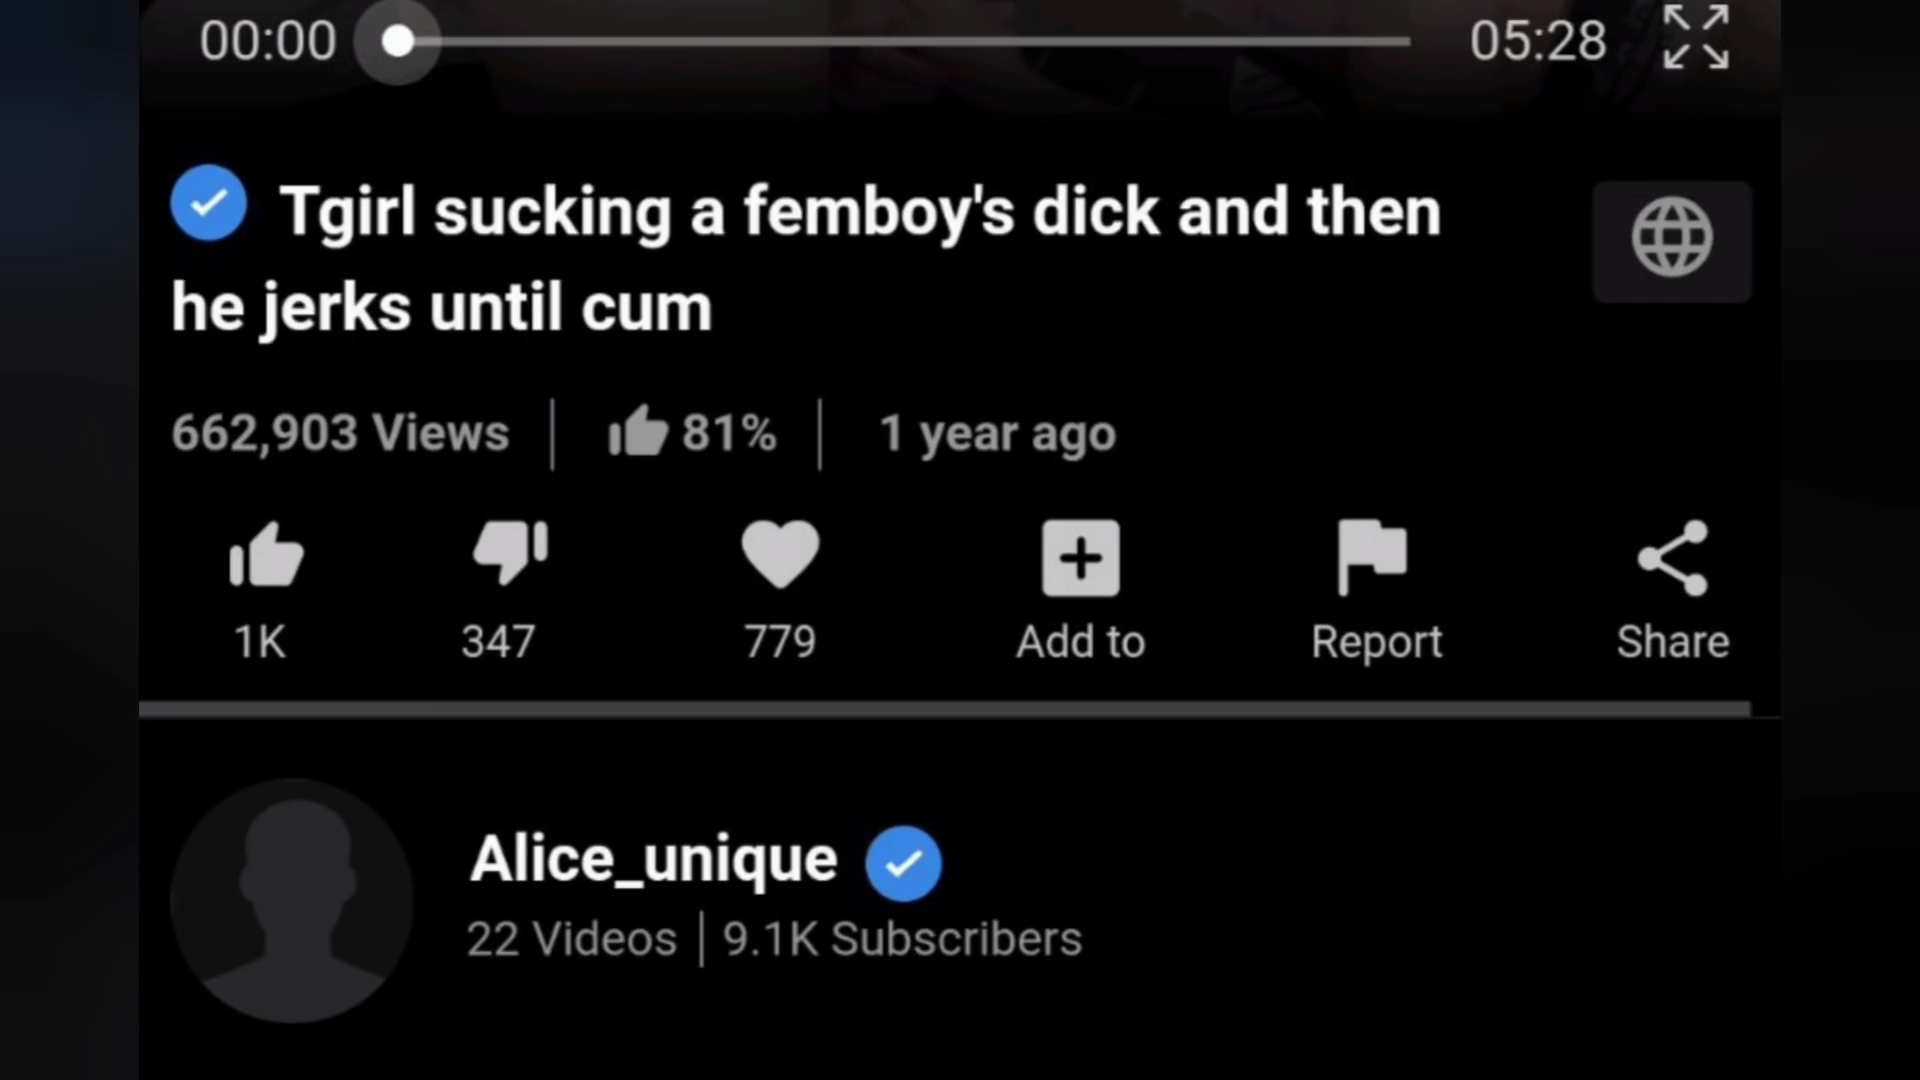 00:00 05:28
Tgirl sucking a femboy's dick and then
he jerks until cum
662,903 Views 81% 1 year ago
1K 347 779 Add to Report Share
Alice_unique
22 Videos | 9.1K Subscribers